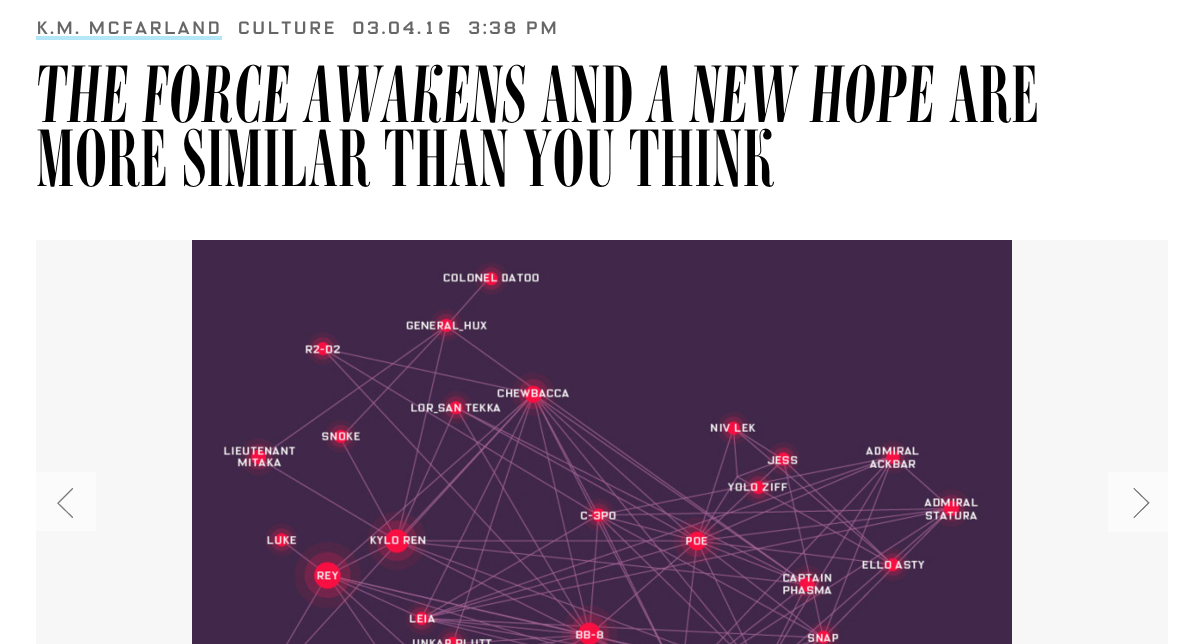 K.M. MCFARLAND CULTURE 03.04.16 3:38 PM
THE FORCE AWAKENS AND A NEW HOPE ARE
MORE SIMILAR THAN YOU THINK
COLONEL DATOO
GENERAL_HUX
R2-D2
CHEWBACCA
LOR_SAN TEKKA
NIV LEK
SNOKE
LIEUTENANT
MITAKA
JESS
ADMIRAL
ACKBAR
YOLO ZIFF
ADMIRAL
STATURA
C-3PO
LUKE
KYLO REN
POE
ELLO ASTY
REY
CAPTAIN
PHASMA
LEIA
BB-8
SNAP
UNKAR PLUTT